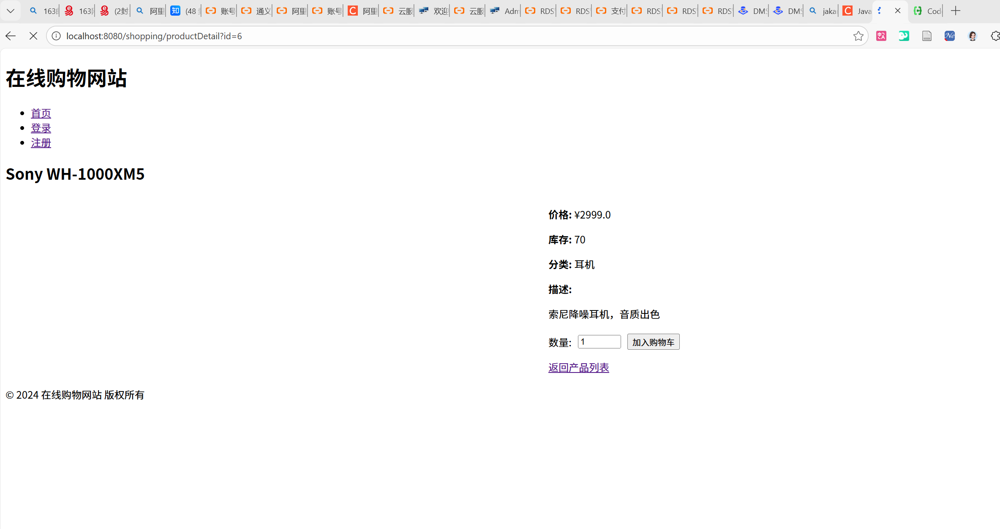 163 163 (2封 阿里 知 (48 账号 通义 阿里 账号 C 阿里 云服 欢迎 云服 Adm RDS RDS 支付 RDS RDS RDS DMS DMS jaka C Java Cod
localhost:8080/shopping/productDetail?id=6
在线购物网站
首页
登录
注册
Sony WH-1000XM5
价格: ¥2999.0
库存: 70
分类: 耳机
描述:
索尼降噪耳机，音质出色
数量: 1 加入购物车
返回产品列表
© 2024 在线购物网站 版权所有